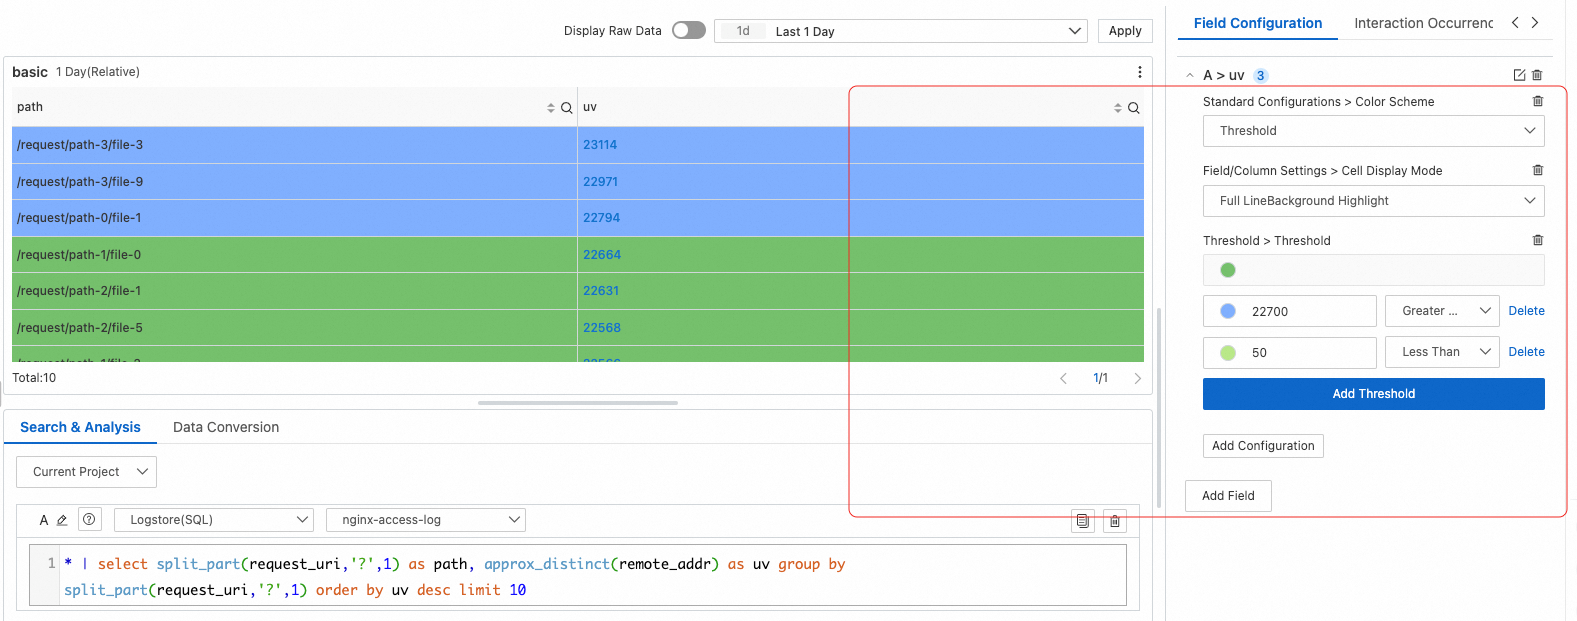 Display Raw Data
1d Last 1 Day
Apply
Field Configuration
Interaction Occurrenc
basic 1 Day(Relative)
path
uv
/request/path-3/file-3 23114
/request/path-3/file-9 22971
/request/path-0/file-1 22794
/request/path-1/file-0 22664
/request/path-2/file-1 22631
/request/path-2/file-5 22568
Total:10
1/1
A > uv 3
Standard Configurations > Color Scheme
Threshold
Field/Column Settings > Cell Display Mode
Full LineBackground Highlight
Threshold > Threshold
22700 Greater ... Delete
50 Less Than Delete
Add Threshold
Add Configuration
Add Field
Search & Analysis
Data Conversion
Current Project
A
Logstore(SQL)
nginx-access-log
1 * | select split_part(request_uri,'?',1) as path, approx_distinct(remote_addr) as uv group by
split_part(request_uri,'?',1) order by uv desc limit 10